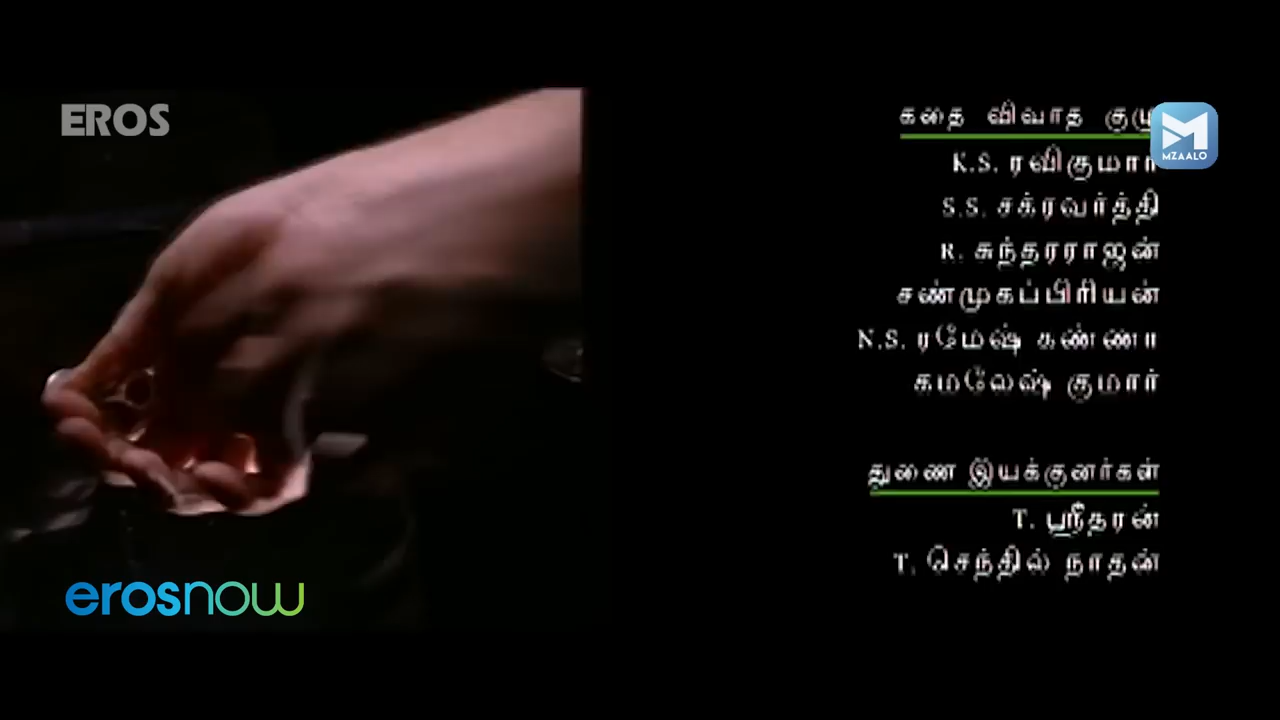 EROS
கதை விவாத குழு
MZAALO
K.S. ரவிகுமார்
S.S. சக்ரவர்த்தி
R. சுந்தரராஜன்
சண்முகப்பிரியன்
N.S. ரமேஷ் கண்ணா
கமலேஷ் குமார்
துணை இயக்குனர்கள்
T. ஸ்ரீதரன்
T. செந்தில் நாதன்
erosnow